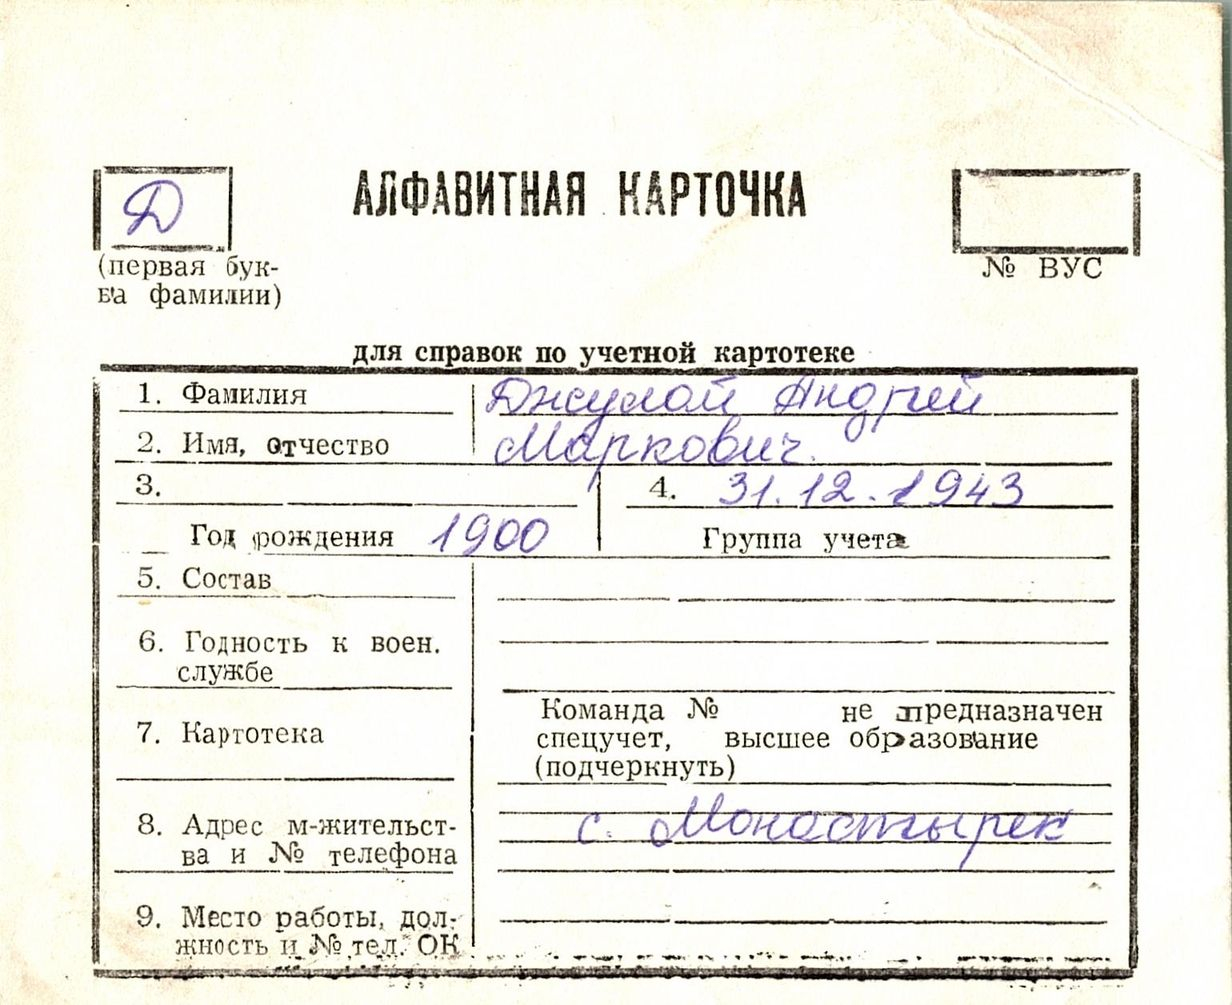 Д
АЛФАВИТНАЯ КАРТОЧКА
(первая бук-
ва фамилии)
№ ВУС
для справок по учетной картотеке
1. Фамилия Джулай Андрей
2. Имя, отчество Маркович.
3. 4. 31.12.1943
Год рождения 1900 Группа учета
5. Состав
6. Годность к воен.
службе
7. Картотека
Команда № не предназначен
спецучет, высшее образование
(подчеркнуть)
8. Адрес м-жительст-
ва и № телефона
с. Монастырек
9. Место работы, дол-
жность и № тел. ОК